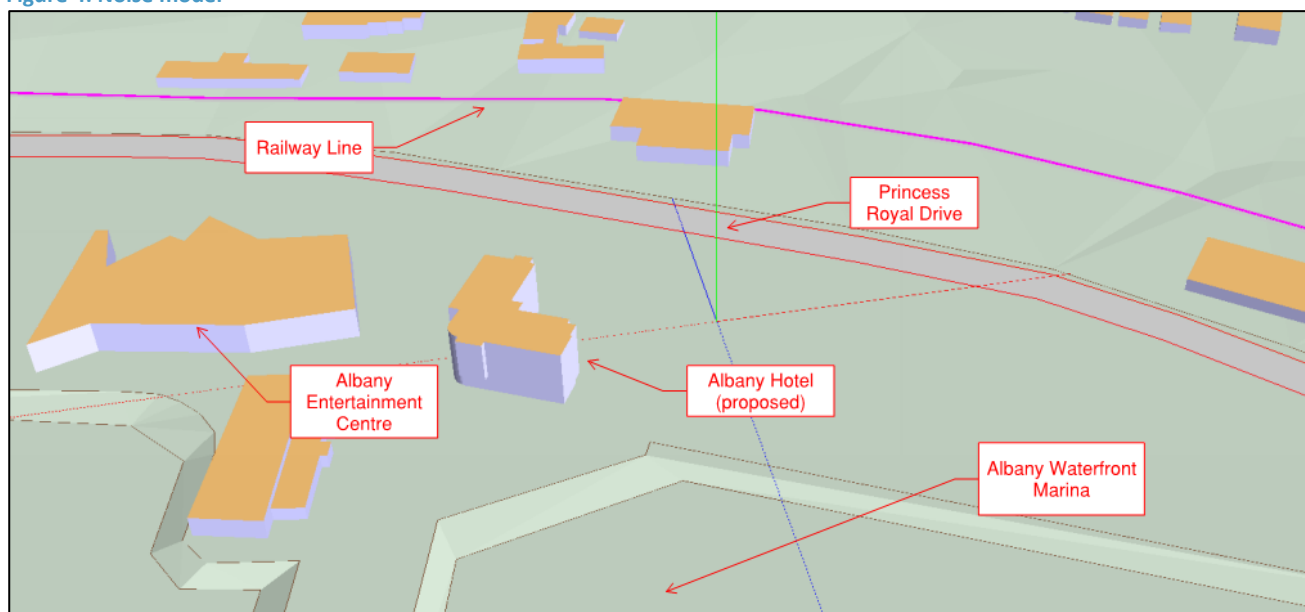 Figure 4: Noise model
Railway Line
Princess
Royal Drive
Albany
Entertainment
Centre
Albany Hotel
(proposed)
Albany Waterfront
Marina